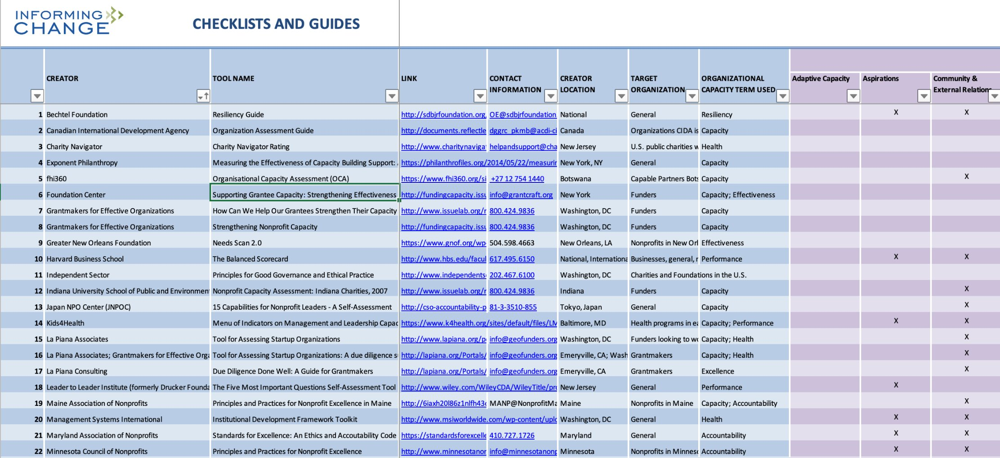 INFORMING
CHANGE
CHECKLISTS AND GUIDES
CREATOR TOOL NAME LINK CONTACT INFORMATION CREATOR LOCATION TARGET ORGANIZATION ORGANIZATIONAL CAPACITY TERM USED Adaptive Capacity Aspirations Community & External Relations
1 Bechtel Foundation Resiliency Guide http://sdbjrfoundation.org/ OE@sdbjrfoundation. National General Resiliency X X
2 Canadian International Development Agency Organization Assessment Guide http://documents.reflectle dggrc_pkmb@acdi-ci Canada Organizations CIDA is Capacity
3 Charity Navigator Charity Navigator Rating http://www.charitynaviga helpandsupport@cha New Jersey U.S. public charities w Health
4 Exponent Philanthropy Measuring the Effectiveness of Capacity Building Support: https://philanthrofiles.org/2014/05/22/measurin New York, NY General Capacity
5 fhi360 Organisational Capacity Assessment (OCA) https://www.fhi360.org/si +27 12 754 1440 Botswana Capable Partners Bots Capacity X
6 Foundation Center Supporting Grantee Capacity: Strengthening Effectiveness http://fundingcapacity.issu info@grantcraft.org New York Funders Capacity; Effectiveness
7 Grantmakers for Effective Organizations How Can We Help Our Grantees Strengthen Their Capacity http://www.issuelab.org/r 800.424.9836 Washington, DC Funders Capacity
8 Grantmakers for Effective Organizations Strengthening Nonprofit Capacity http://fundingcapacity.issu 800.424.9836 Washington, DC Funders Capacity
9 Greater New Orleans Foundation Needs Scan 2.0 https://www.gnof.org/wp- 504.598.4663 New Orleans, LA Nonprofits in New Orl Effectiveness
10 Harvard Business School The Balanced Scorecard http://www.hbs.edu/facul 617.495.6150 National, Internationa Businesses, general, r Performance X X
11 Independent Sector Principles for Good Governance and Ethical Practice http://www.independents 202.467.6100 Washington, DC Charities and Foundations in the U.S.
12 Indiana University School of Public and Environment Nonprofit Capacity Assessment: Indiana Charities, 2007 http://www.issuelab.org/r 800.424.9836 Indiana Funders Capacity X
13 Japan NPO Center (JNPOC) 15 Capabilities for Nonprofit Leaders - A Self-Assessment http://cso-accountability-p 81-3-3510-855 Tokyo, Japan General Capacity X
14 Kids4Health Menu of Indicators on Management and Leadership Capac https://www.k4health.org/sites/default/files/LM Baltimore, MD Health programs in ea Capacity; Performance X X
15 La Piana Associates Tool for Assessing Startup Organizations http://www.lapiana.org/p info@geofunders.org Washington, DC Funders looking to wo Capacity; Health X
16 La Piana Associates; Grantmakers for Effective Orga Tool for Assessing Startup Organizations: A due diligence s http://lapiana.org/Portals/ info@geofunders.org Emeryville, CA; Wash Grantmakers Capacity; Health X
17 La Piana Consulting Due Diligence Done Well: A Guide for Grantmakers http://lapiana.org/Portals/ info@geofunders.org Emeryville, CA Grantmakers Excellence X
18 Leader to Leader Institute (formerly Drucker Founda The Five Most Important Questions Self-Assessment Tool http://www.wiley.com/WileyCDA/WileyTitle/pro New Jersey General Performance X
19 Maine Association of Nonprofits Principles and Practices for Nonprofit Excellence in Maine http://6iaxh20l86z1nlfh43c MANP@NonprofitMa Maine Nonprofits in Maine Capacity; Accountability X
20 Management Systems International Institutional Development Framework Toolkit http://www.msiworldwide.com/wp-content/uplo Washington, DC General Health X X
21 Maryland Association of Nonprofits Standards for Excellence: An Ethics and Accoutability Code https://standardsforexcelle 410.727.1726 Maryland General Accountability X X
22 Minnesota Council of Nonprofits Principles and Practices for Nonprofit Excellence http://www.minnesotanor info@minnesotanonp Minnesota Nonprofits in Minnesc Accountability X X